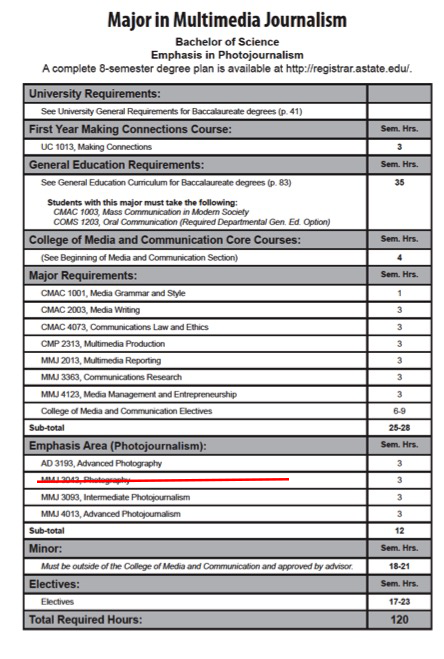 Major in Multimedia Journalism
Bachelor of Science
Emphasis in Photojournalism
A complete 8-semester degree plan is available at http://registrar.astate.edu/.
University Requirements:
See University General Requirements for Baccalaureate degrees (p. 41)
First Year Making Connections Course: Sem. Hrs.
UC 1013, Making Connections 3
General Education Requirements: Sem. Hrs.
See General Education Curriculum for Baccalaureate degrees (p. 83) 35
Students with this major must take the following:
CMAC 1003, Mass Communication in Modern Society
COMS 1203, Oral Communication (Required Departmental Gen. Ed. Option)
College of Media and Communication Core Courses: Sem. Hrs.
(See Beginning of Media and Communication Section) 4
Major Requirements: Sem. Hrs.
CMAC 1001, Media Grammar and Style 1
CMAC 2003, Media Writing 3
CMAC 4073, Communications Law and Ethics 3
CMP 2313, Multimedia Production 3
MMJ 2013, Multimedia Reporting 3
MMJ 3363, Communications Research 3
MMJ 4123, Media Management and Entrepreneurship 3
College of Media and Communication Electives 6-9
Sub-total 25-28
Emphasis Area (Photojournalism): Sem. Hrs.
AD 3193, Advanced Photography 3
MMJ 3043, Photography 3
MMJ 3093, Intermediate Photojournalism 3
MMJ 4013, Advanced Photojournalism 3
Sub-total 12
Minor: Sem. Hrs.
Must be outside of the College of Media and Communication and approved by advisor. 18-21
Electives: Sem. Hrs.
Electives 17-23
Total Required Hours: 120